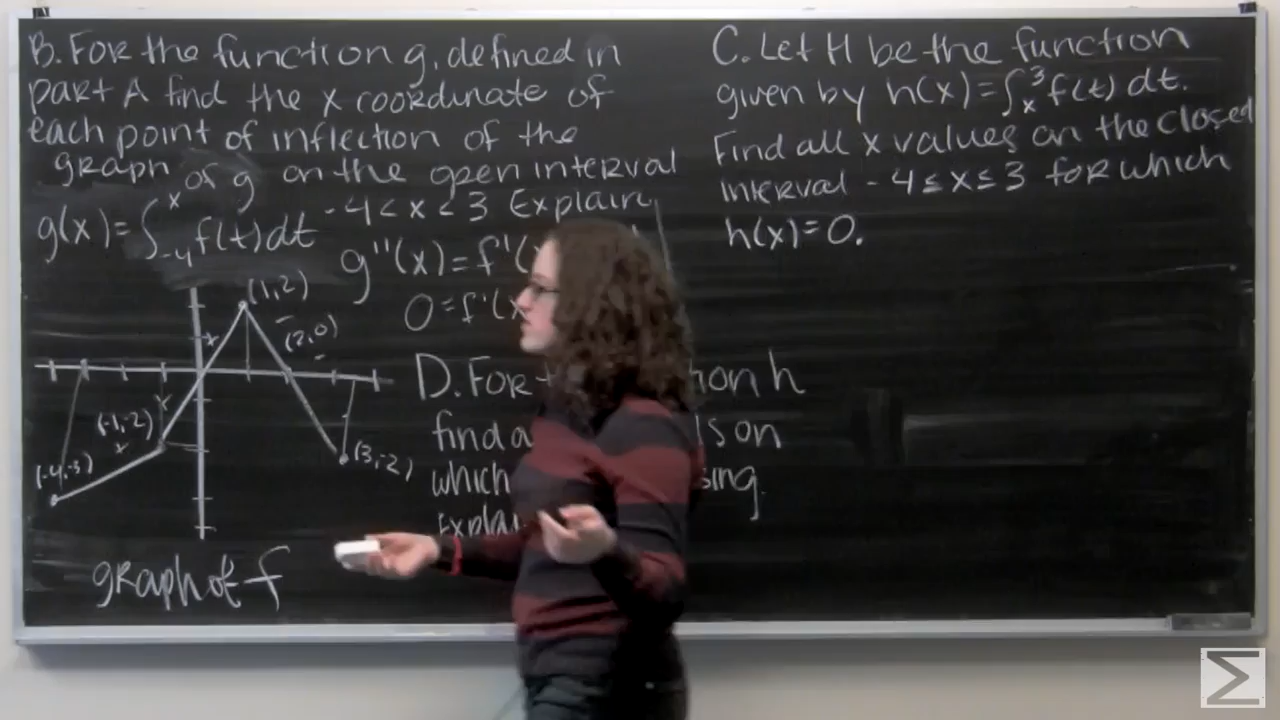 B. For the function g, defined in
part A find the x coordinate of
each point of inflection of the
graph of g on the open interval
-4 < x < 3 Explain
g(x)=∫_{-4}^{x} f(t)dt
g''(x)=f'(x
0=f'(x
(1,2)
(2,0)
(-1,-2)
(-4,-3)
(3,-2)
graph of f
C. Let H be the function
given by h(x)=∫_{x}^{3} f(t) dt.
Find all x values on the closed
interval -4 ≤ x ≤ 3 for which
h(x)=0.
D. For h
find
on
which
Σ